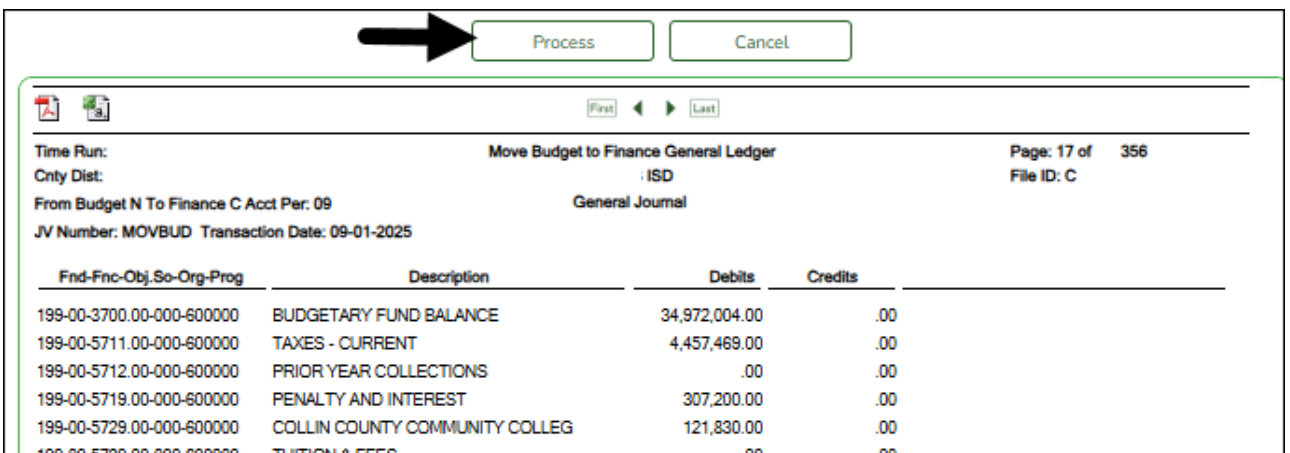 Process Cancel
First Last
Time Run: Move Budget to Finance General Ledger Page: 17 of 356
Cnty Dist: ISD File ID: C
From Budget N To Finance C Acct Per: 09 General Journal
JV Number: MOVBUD Transaction Date: 09-01-2025
Fnd-Fnc-Obj.So-Org-Prog Description Debits Credits
199-00-3700.00-000-600000 BUDGETARY FUND BALANCE 34,972,004.00 .00
199-00-5711.00-000-600000 TAXES - CURRENT 4,457,469.00 .00
199-00-5712.00-000-600000 PRIOR YEAR COLLECTIONS .00 .00
199-00-5719.00-000-600000 PENALTY AND INTEREST 307,200.00 .00
199-00-5729.00-000-600000 COLLIN COUNTY COMMUNITY COLLEG 121,830.00 .00